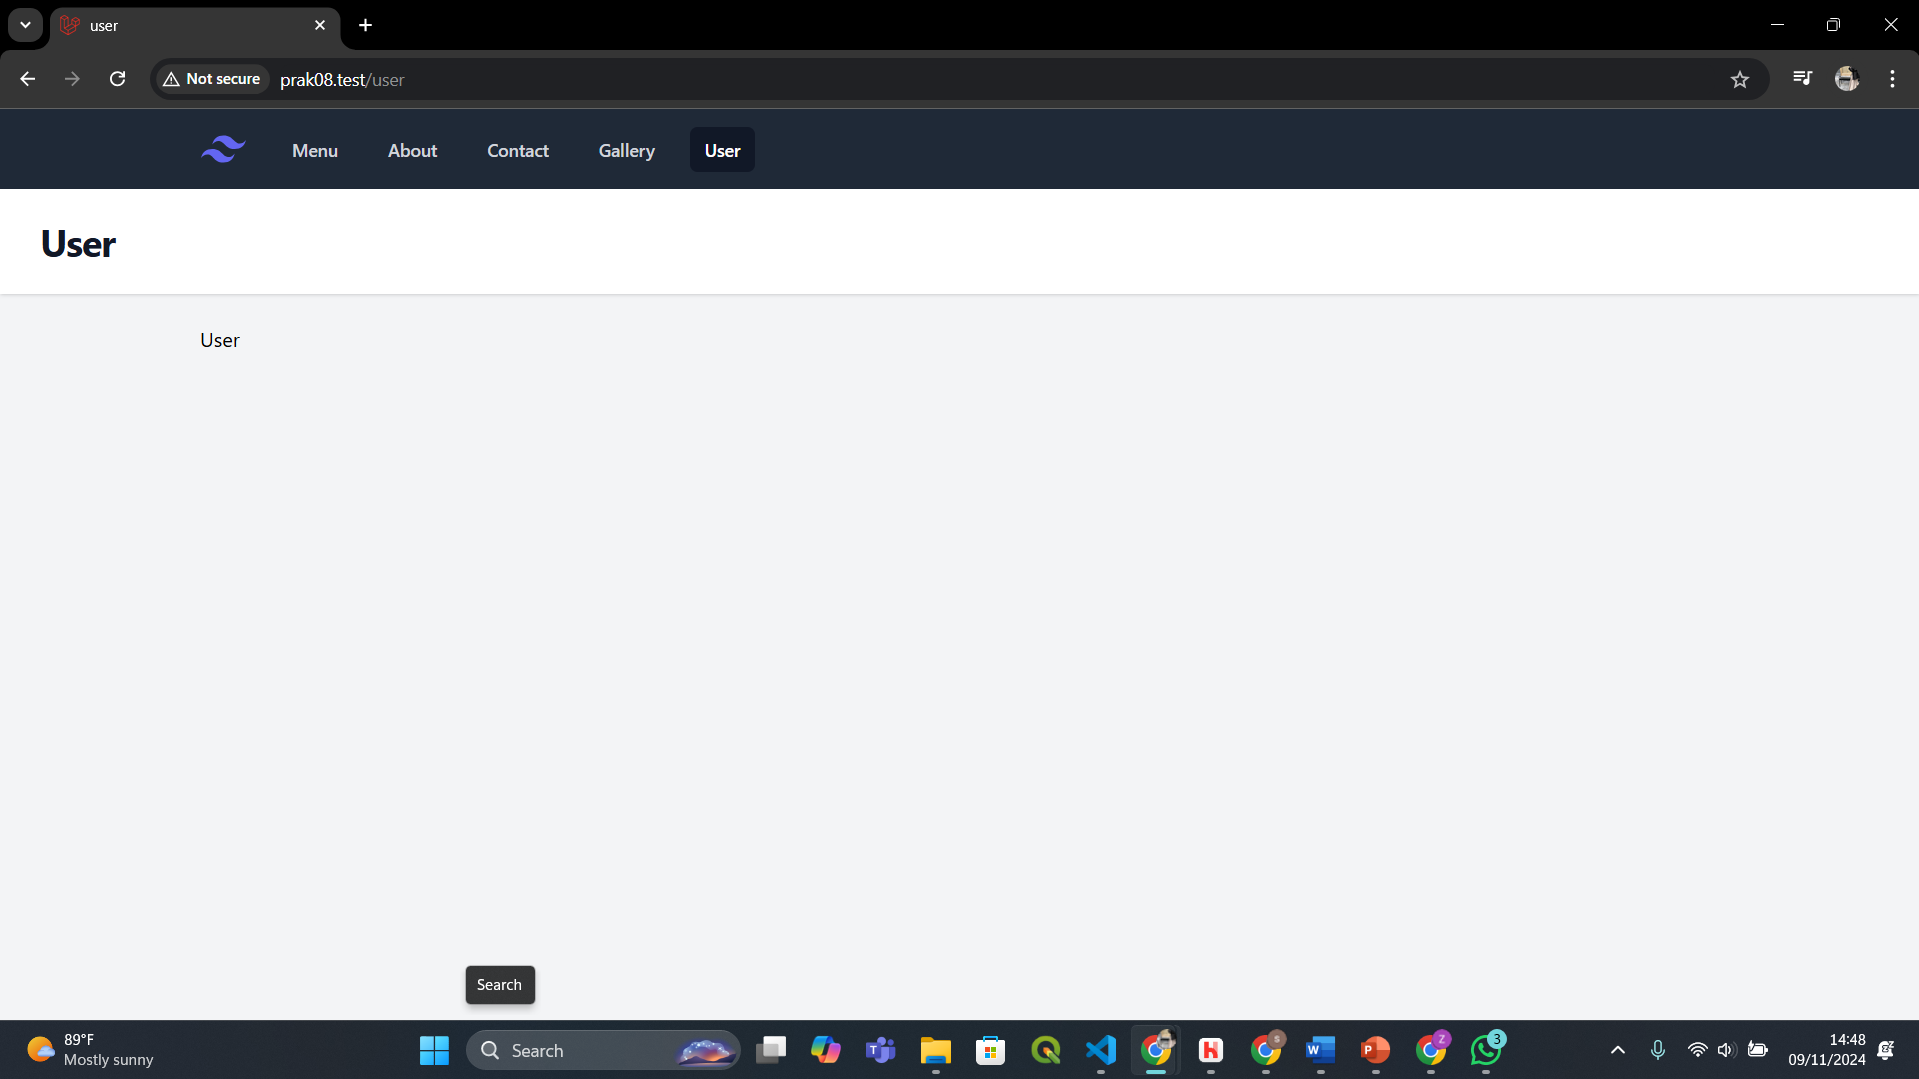 user
Not secure
prak08.test/user
Menu
About
Contact
Gallery
User
User
User
Search
89°F
Mostly sunny
Search
T
H
s
W
P
Z
3
14:48
09/11/2024